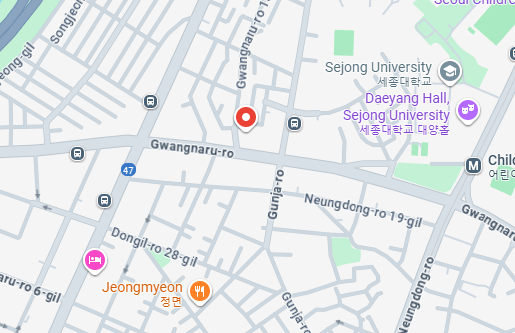 Seoul Children
Songjeong
Gwangnaru-ro 1
Sejong University
세종대학교
Daeyang Hall,
Sejong University
세종대학교 대양홀
Gwangnaru-ro
M
Chil
어린이
47
Gunja-ro
Neungdong-ro 19-gil
Gwangnaru
Dongil-ro 28-gil
Jeongmyeon
정면
ru-ro 6-gil
Gunja-ro
Neungdong-ro